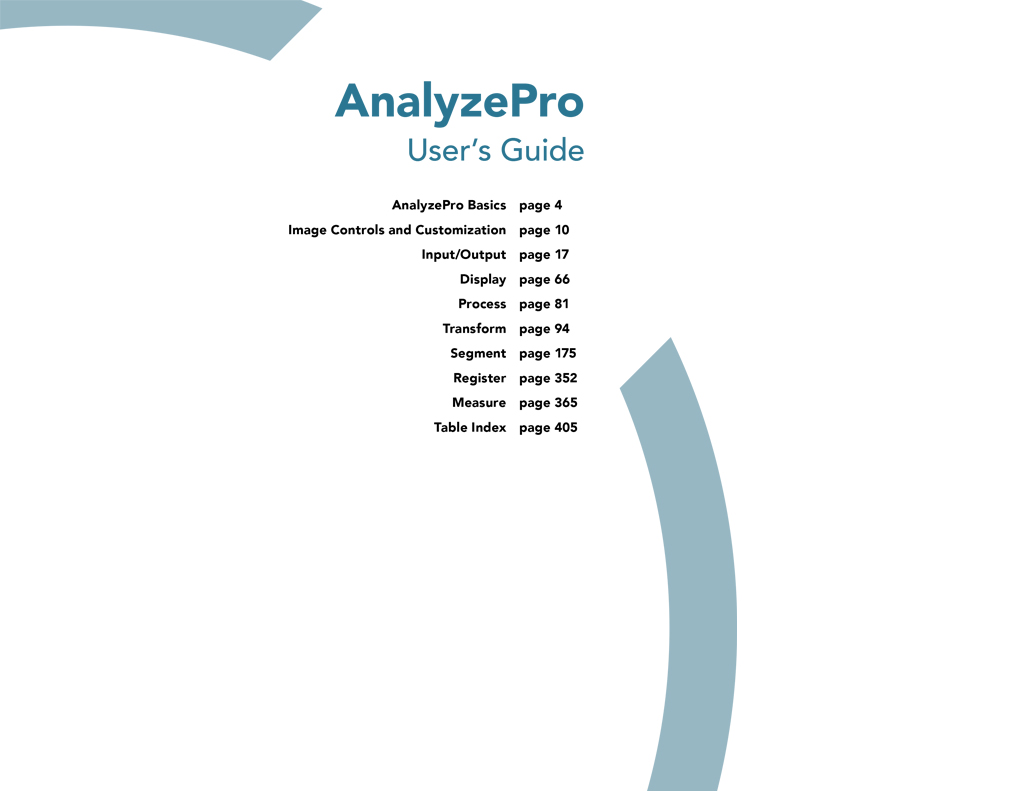 AnalyzePro
User’s Guide
AnalyzePro Basics page 4
Image Controls and Customization page 10
Input/Output page 17
Display page 66
Process page 81
Transform page 94
Segment page 175
Register page 352
Measure page 365
Table Index page 405